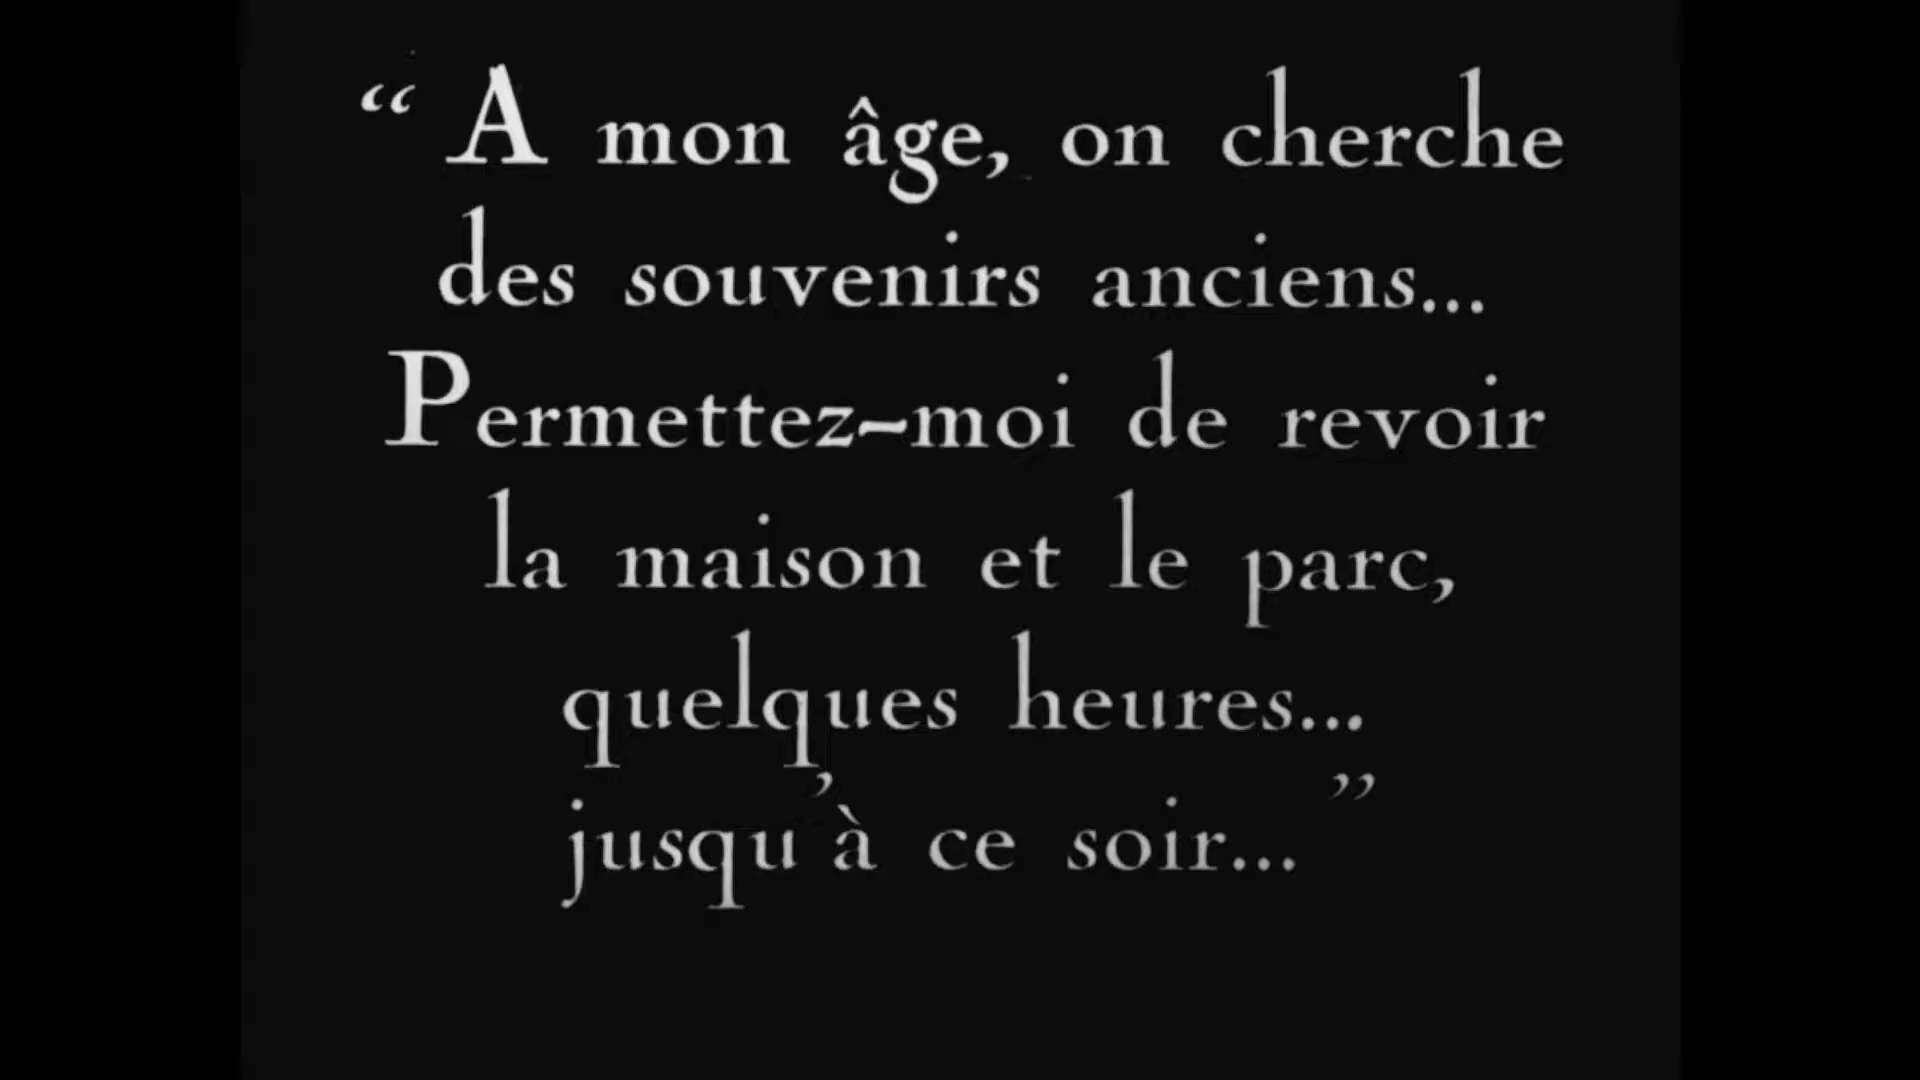 “ A mon âge, on cherche
des souvenirs anciens...
Permettez-moi de revoir
la maison et le parc,
quelques heures...
jusqu'à ce soir... ”